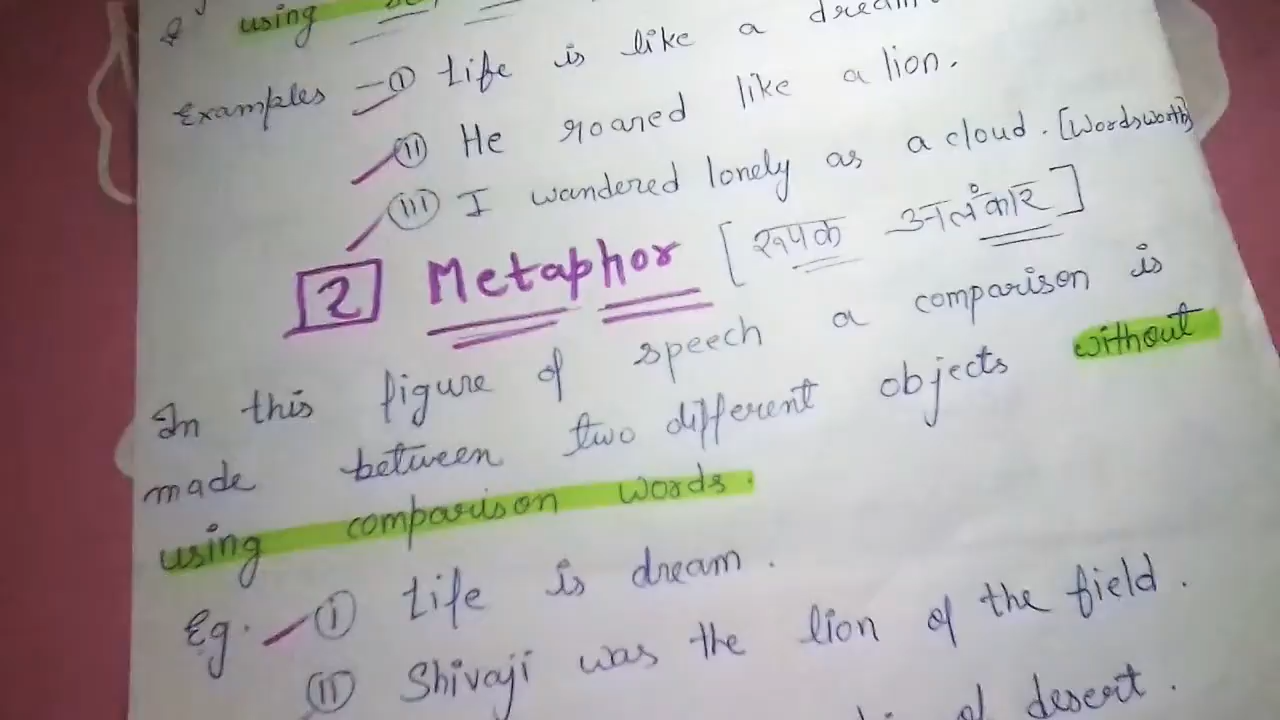 using
Examples - (i) Life is like a dream
(ii) He roared like a lion.
(iii) I wandered lonely as a cloud. [Wordsworth]
2 Metaphor [रूपक अलंकार]
In this figure of speech a comparison is
made between two different objects without
using comparison words.
Eg. (i) Life is dream.
(ii) Shivaji was the lion of the field.
of desert.